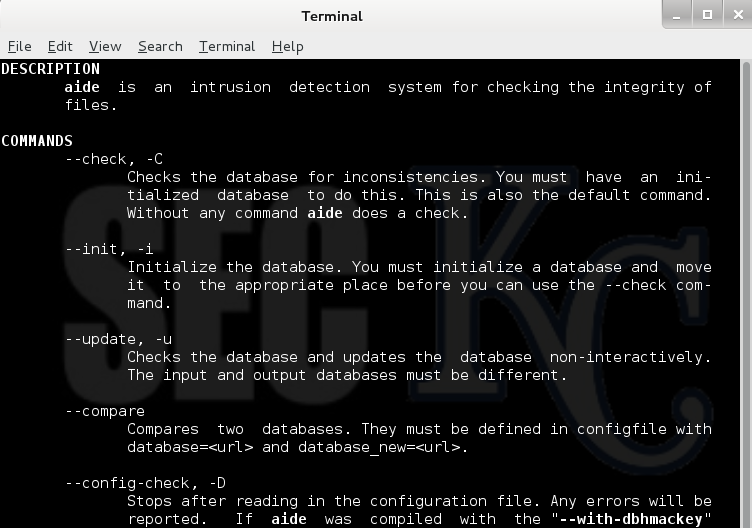 Terminal
File Edit View Search Terminal Help
DESCRIPTION
aide is an intrusion detection system for checking the integrity of
files.
COMMANDS
--check, -C
Checks the database for inconsistencies. You must have an ini-
tialized database to do this. This is also the default command.
Without any command aide does a check.
--init, -i
Initialize the database. You must initialize a database and move
it to the appropriate place before you can use the --check com-
mand.
--update, -u
Checks the database and updates the database non-interactively.
The input and output databases must be different.
--compare
Compares two databases. They must be defined in configfile with
database=<url> and database_new=<url>.
--config-check, -D
Stops after reading in the configuration file. Any errors will be
reported. If aide was compiled with the "--with-dbhmackey"
SEC KC